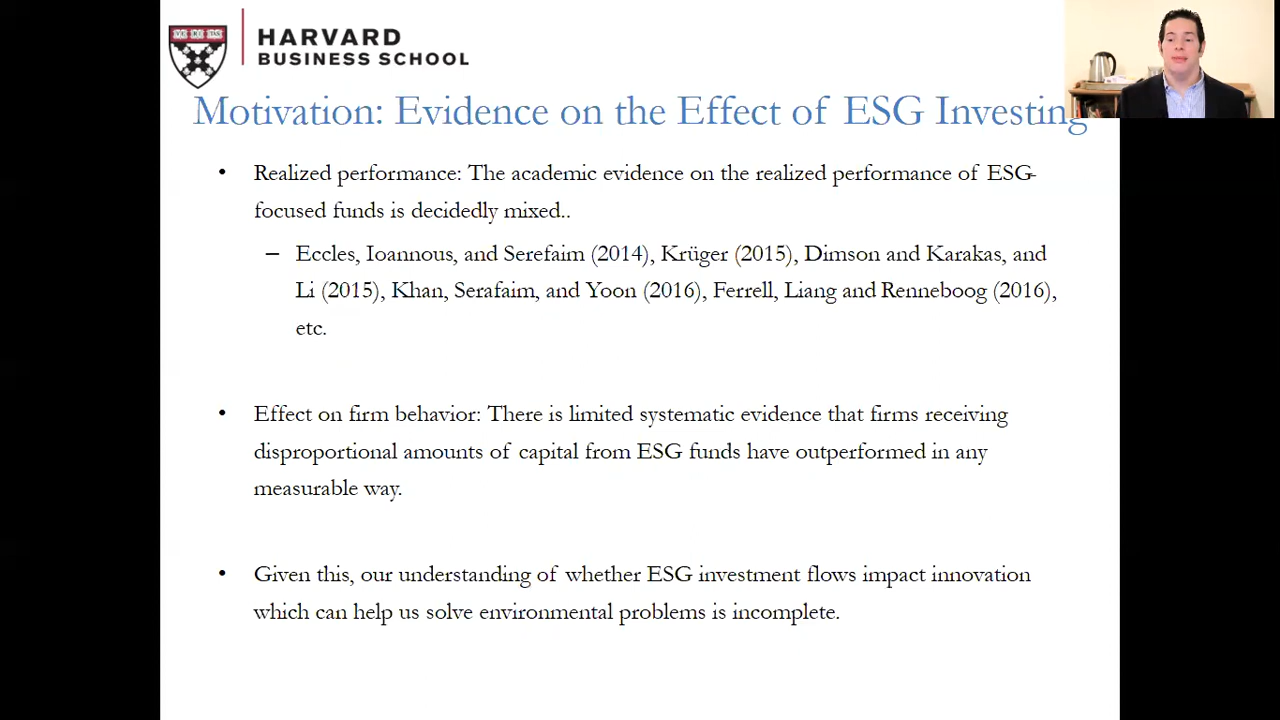 HARVARD
BUSINESS SCHOOL
Motivation: Evidence on the Effect of ESG Investing
• Realized performance: The academic evidence on the realized performance of ESG-
focused funds is decidedly mixed..
– Eccles, Ioannous, and Serefaim (2014), Krüger (2015), Dimson and Karakas, and
Li (2015), Khan, Serafaim, and Yoon (2016), Ferrell, Liang and Renneboog (2016),
etc.
• Effect on firm behavior: There is limited systematic evidence that firms receiving
disproportional amounts of capital from ESG funds have outperformed in any
measurable way.
• Given this, our understanding of whether ESG investment flows impact innovation
which can help us solve environmental problems is incomplete.